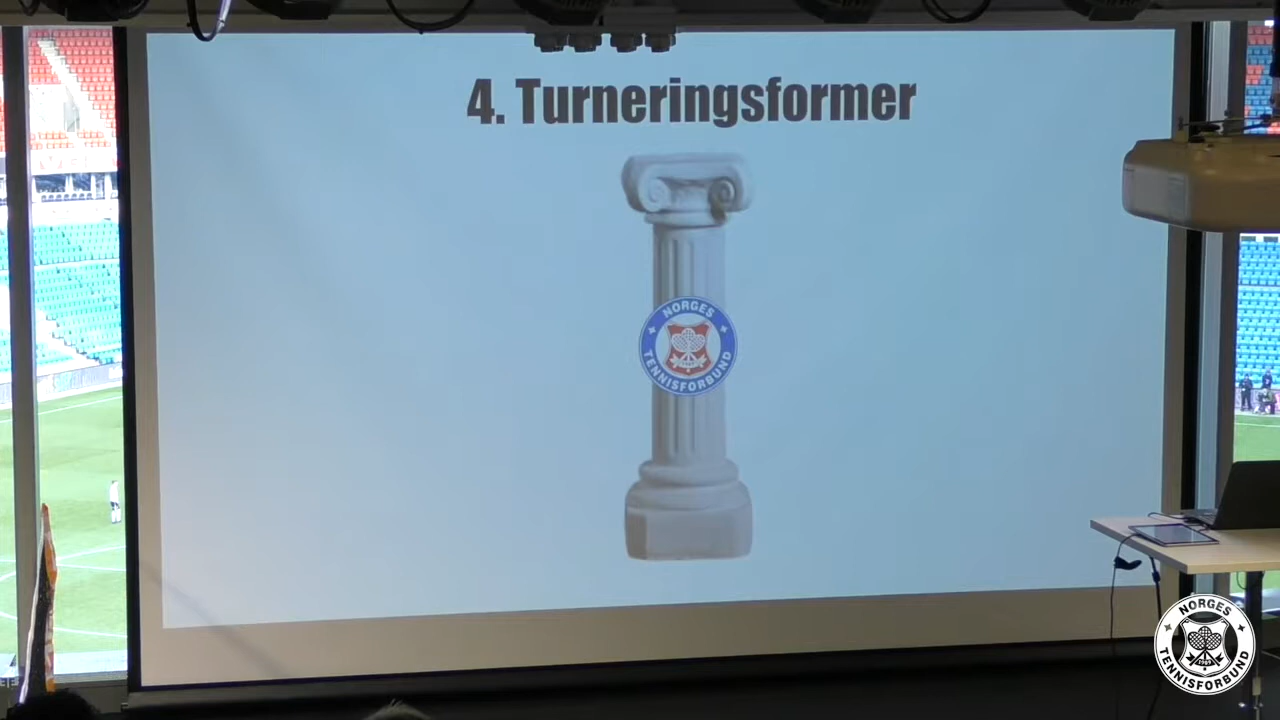 4. Turneringsformer
NORGES
TENNISFORBUND
NORGES
TENNISFORBUND